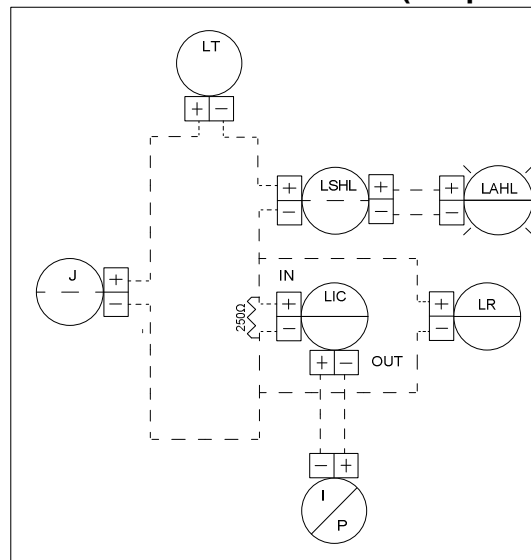 LT
+ −
+ LSHL + + LAHL
− − −
J +
−
IN
250Ω + LIC + LR
− −
+ − OUT
− +
I
P